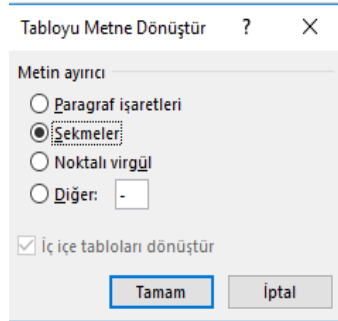 Tabloyu Metne Dönüştür ? ×
Metin ayırıcı
Paragraf işaretleri
Sekmeler
Noktalı virgül
Diğer: -
İç içe tabloları dönüştür
Tamam İptal